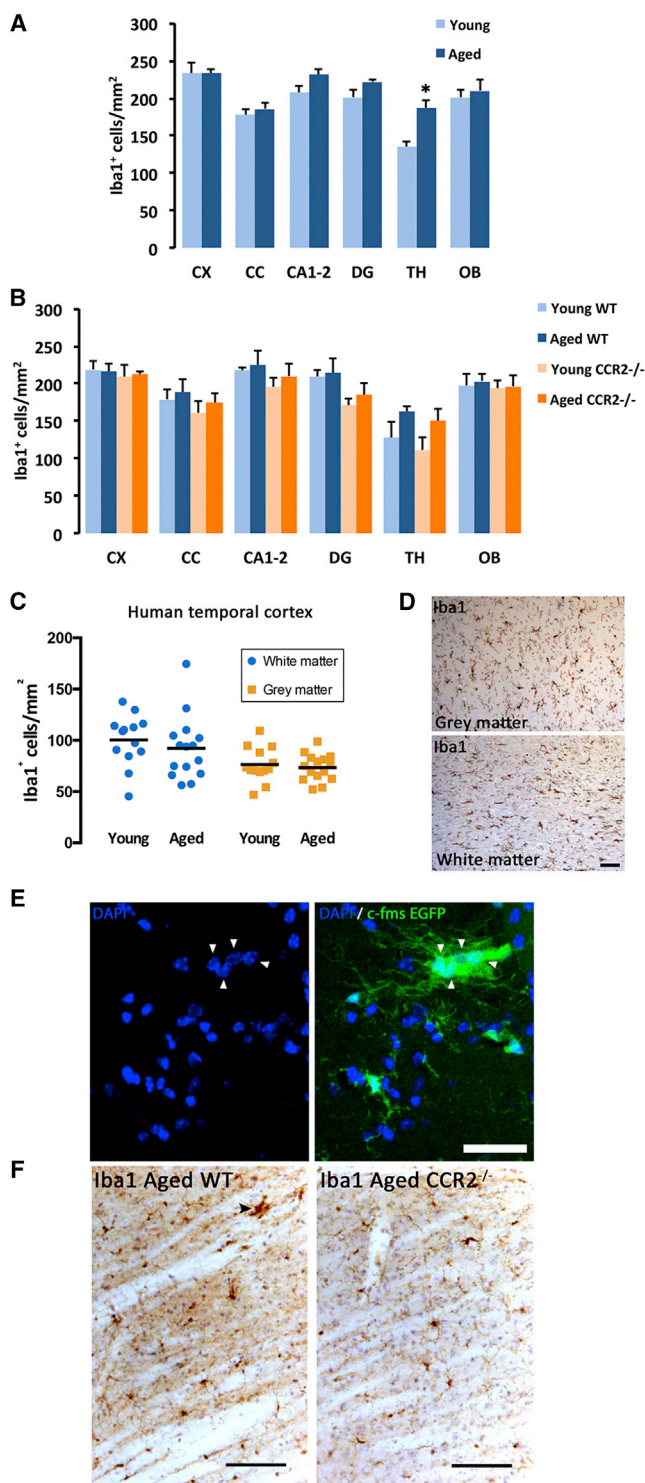 A
Iba1⁺ cells/mm²
300
250
200
150
100
50
0
Young
Aged
*
CX CC CA1-2 DG TH OB
B
Iba1⁺ cells/mm²
300
250
200
150
100
50
0
Young WT
Aged WT
Young CCR2-/-
Aged CCR2-/-
CX CC CA1-2 DG TH OB
C
Human temporal cortex
Iba1⁺ cells/mm²
200
150
100
50
0
White matter
Grey matter
Young Aged Young Aged
D
Iba1
Grey matter
Iba1
White matter
E
DAPI
DAPI/ c-fms EGFP
F
Iba1 Aged WT
Iba1 Aged CCR2⁻/⁻